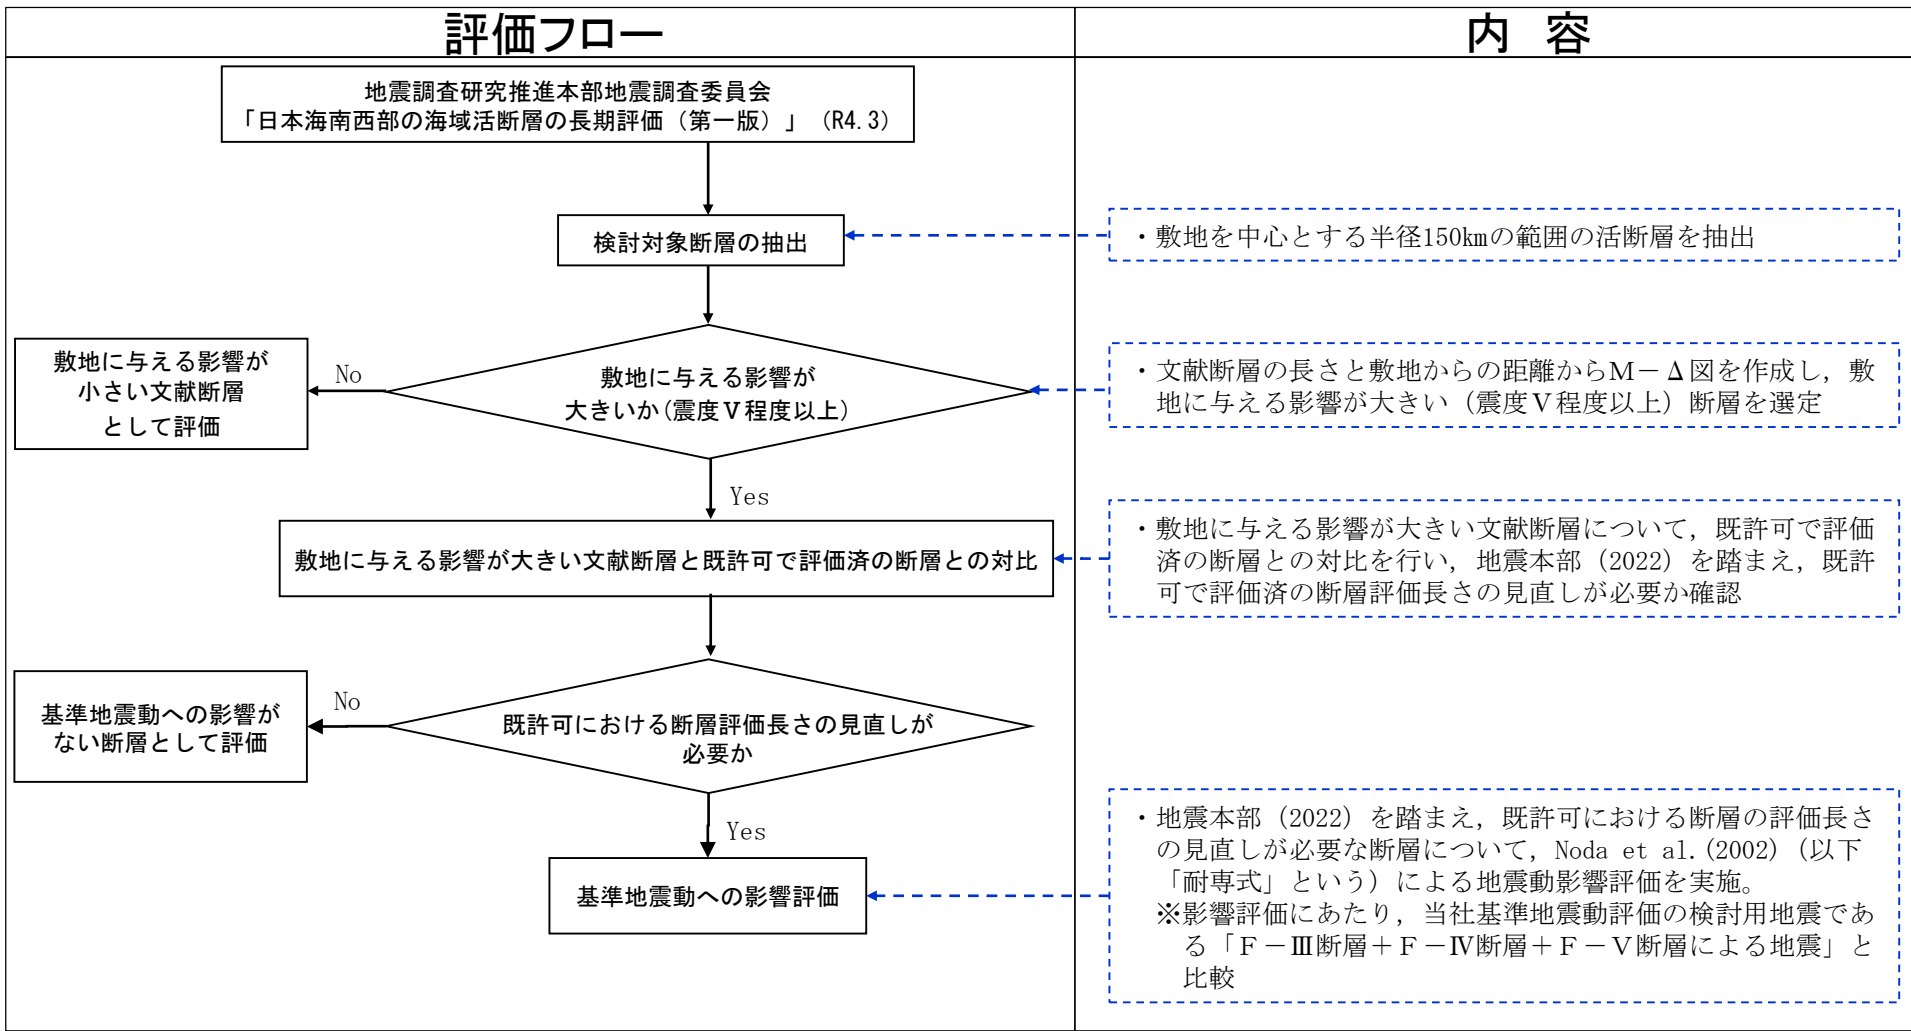 評価フロー
内 容
地震調査研究推進本部地震調査委員会
「日本海南西部の海域活断層の長期評価（第一版）」（R4.3）
検討対象断層の抽出
・敷地を中心とする半径150㎞の範囲の活断層を抽出
敷地に与える影響が
大きいか(震度Ⅴ程度以上)
No
敷地に与える影響が
小さい文献断層
として評価
・文献断層の長さと敷地からの距離からＭ－Δ図を作成し，敷
地に与える影響が大きい（震度Ⅴ程度以上）断層を選定
Yes
敷地に与える影響が大きい文献断層と既許可で評価済の断層との対比
・敷地に与える影響が大きい文献断層について，既許可で評価
済の断層との対比を行い，地震本部（2022）を踏まえ，既許
可で評価済の断層評価長さの見直しが必要か確認
既許可における断層評価長さの見直しが
必要か
No
基準地震動への影響が
ない断層として評価
Yes
基準地震動への影響評価
・地震本部（2022）を踏まえ，既許可における断層の評価長さ
の見直しが必要な断層について，Noda et al.(2002)（以下
「耐専式」という）による地震動影響評価を実施。
※影響評価にあたり，当社基準地震動評価の検討用地震であ
る「Ｆ－Ⅲ断層＋Ｆ－Ⅳ断層＋Ｆ－Ⅴ断層による地震」と
比較